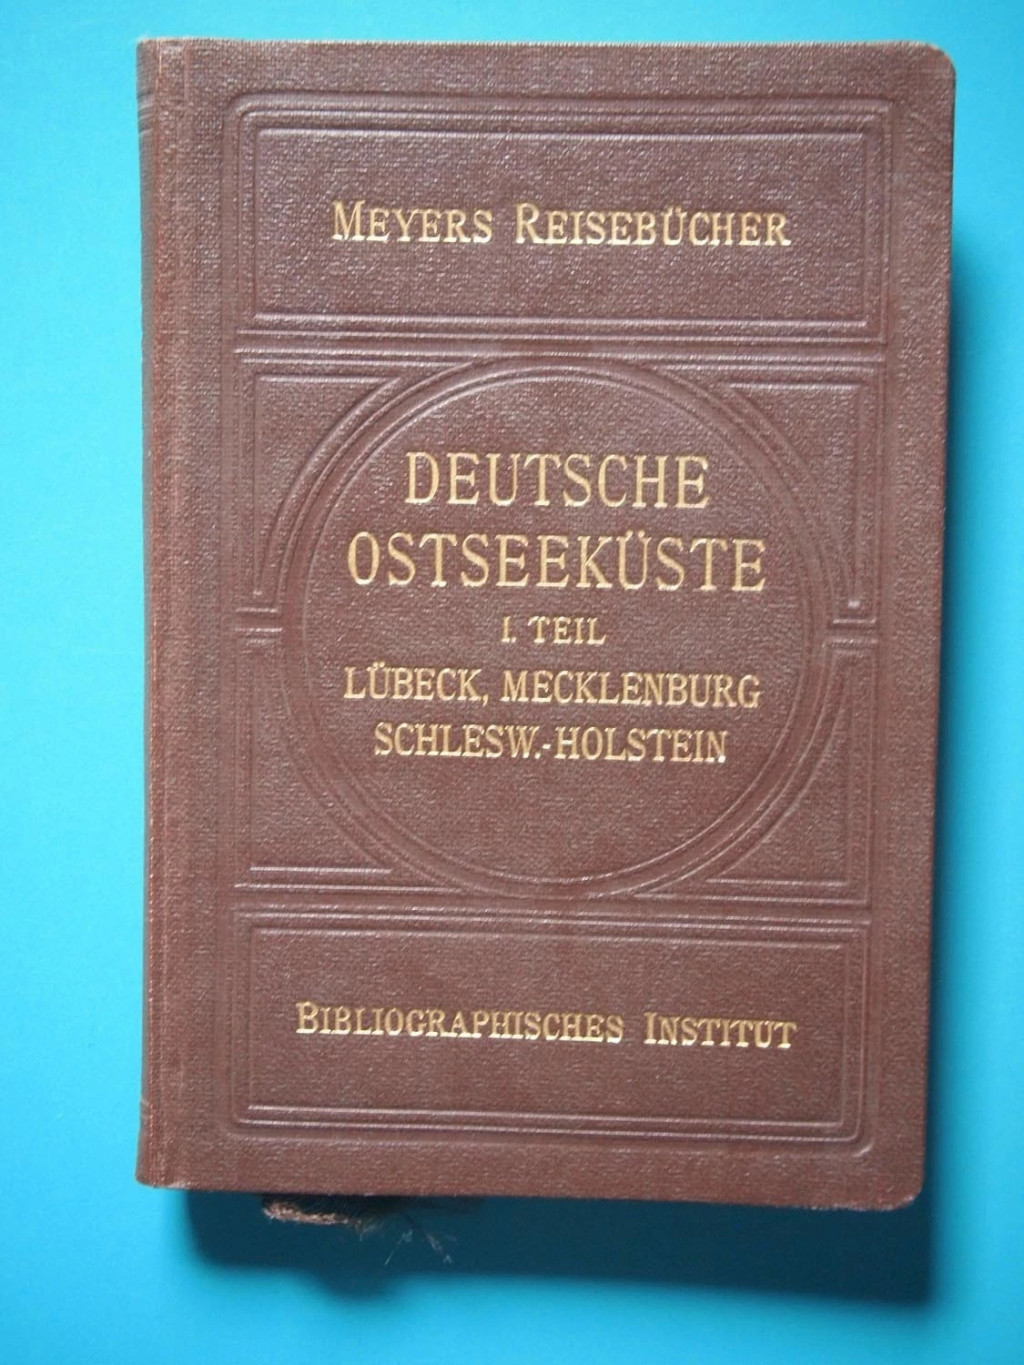 MEYERS REISEBÜCHER
DEUTSCHE
OSTSEEKÜSTE
I. TEIL
LÜBECK, MECKLENBURG
SCHLESW.-HOLSTEIN
BIBLIOGRAPHISCHES INSTITUT